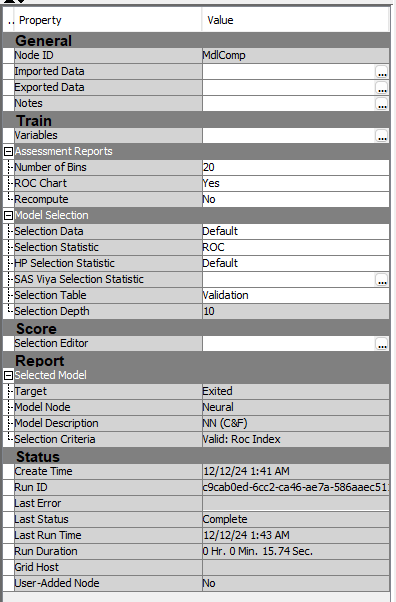 .. Property Value
General
Node ID MdlComp
Imported Data ...
Exported Data ...
Notes ...
Train
Variables ...
Assessment Reports
Number of Bins 20
ROC Chart Yes
Recompute No
Model Selection
Selection Data Default
Selection Statistic ROC
HP Selection Statistic Default
SAS Viya Selection Statistic ...
Selection Table Validation
Selection Depth 10
Score
Selection Editor ...
Report
Selected Model
Target Exited
Model Node Neural
Model Description NN (C&F)
Selection Criteria Valid: Roc Index
Status
Create Time 12/12/24 1:41 AM
Run ID c9cab0ed-6cc2-ca46-ae7a-586aaec51
Last Error
Last Status Complete
Last Run Time 12/12/24 1:43 AM
Run Duration 0 Hr. 0 Min. 15.74 Sec.
Grid Host
User-Added Node No